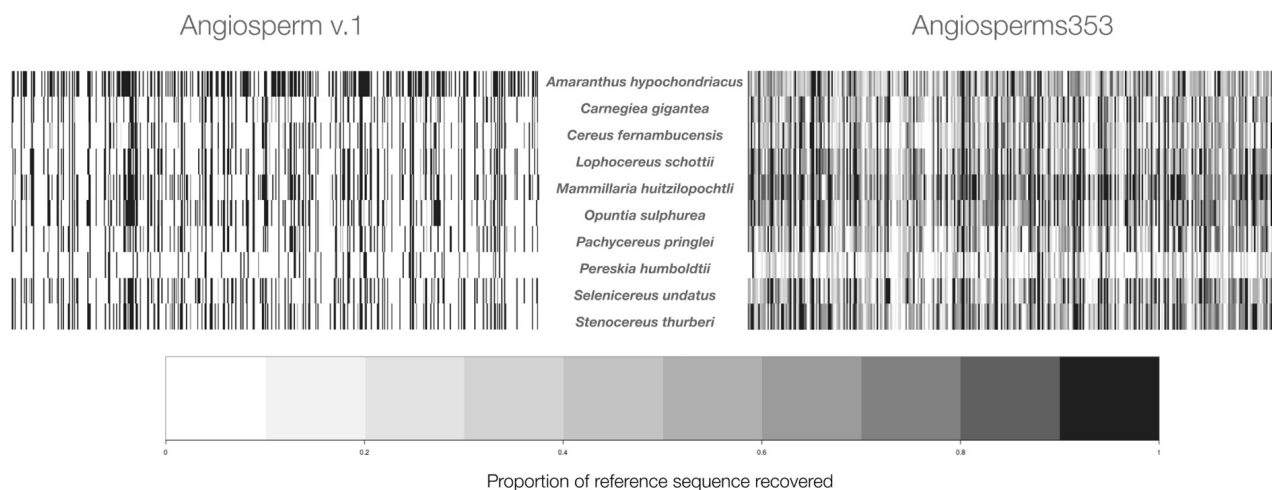 Angiosperm v.1
Angiosperms353
Amaranthus hypochondriacus
Carnegiea gigantea
Cereus fernambucensis
Lophocereus schottii
Mammillaria huitzilopochtli
Opuntia sulphurea
Pachycereus pringlei
Pereskia humboldtii
Selenicereus undatus
Stenocereus thurberi
0 0.2 0.4 0.6 0.8 1
Proportion of reference sequence recovered